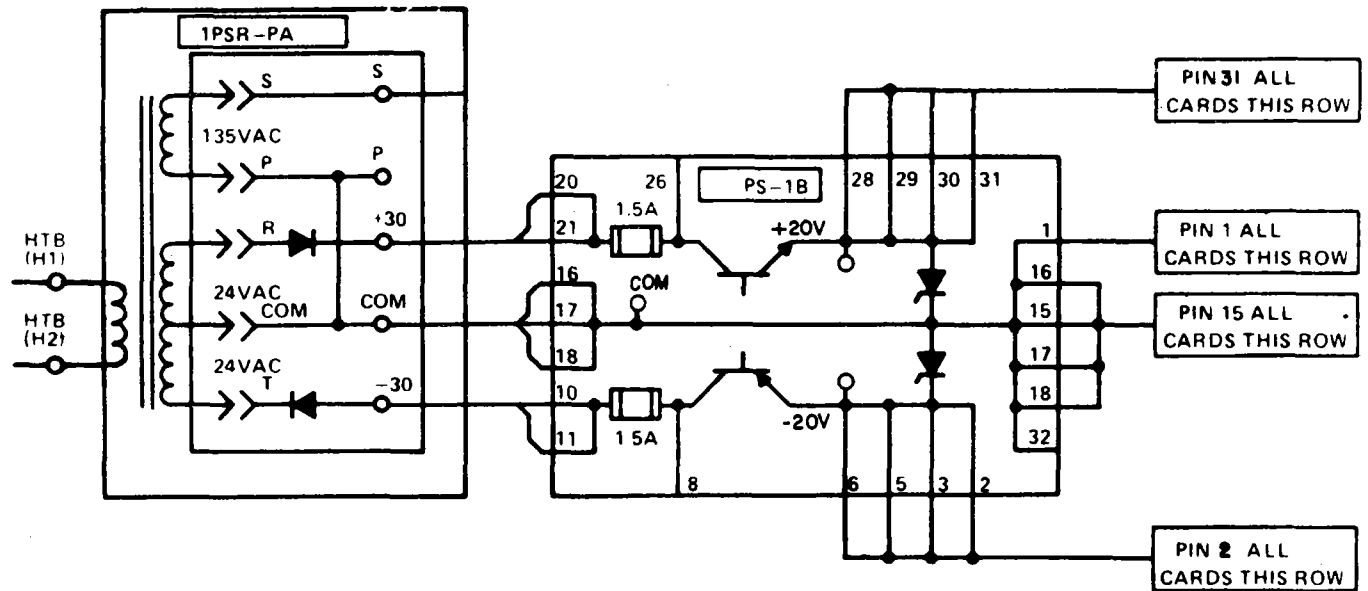 1PSR-PA
S
S
135VAC
P
P
R
+30
HTB
(H1)
24VAC
COM
COM
HTB
(H2)
24VAC
T
-30
20
21
26
1.5A
PS-1B
+20V
28
29
30
31
16
17
18
COM
10
11
1 5A
8
-20V
6
5
3
2
1
16
15
17
18
32
PIN 31 ALL
CARDS THIS ROW
PIN 1 ALL
CARDS THIS ROW
PIN 15 ALL
CARDS THIS ROW
PIN 2 ALL
CARDS THIS ROW